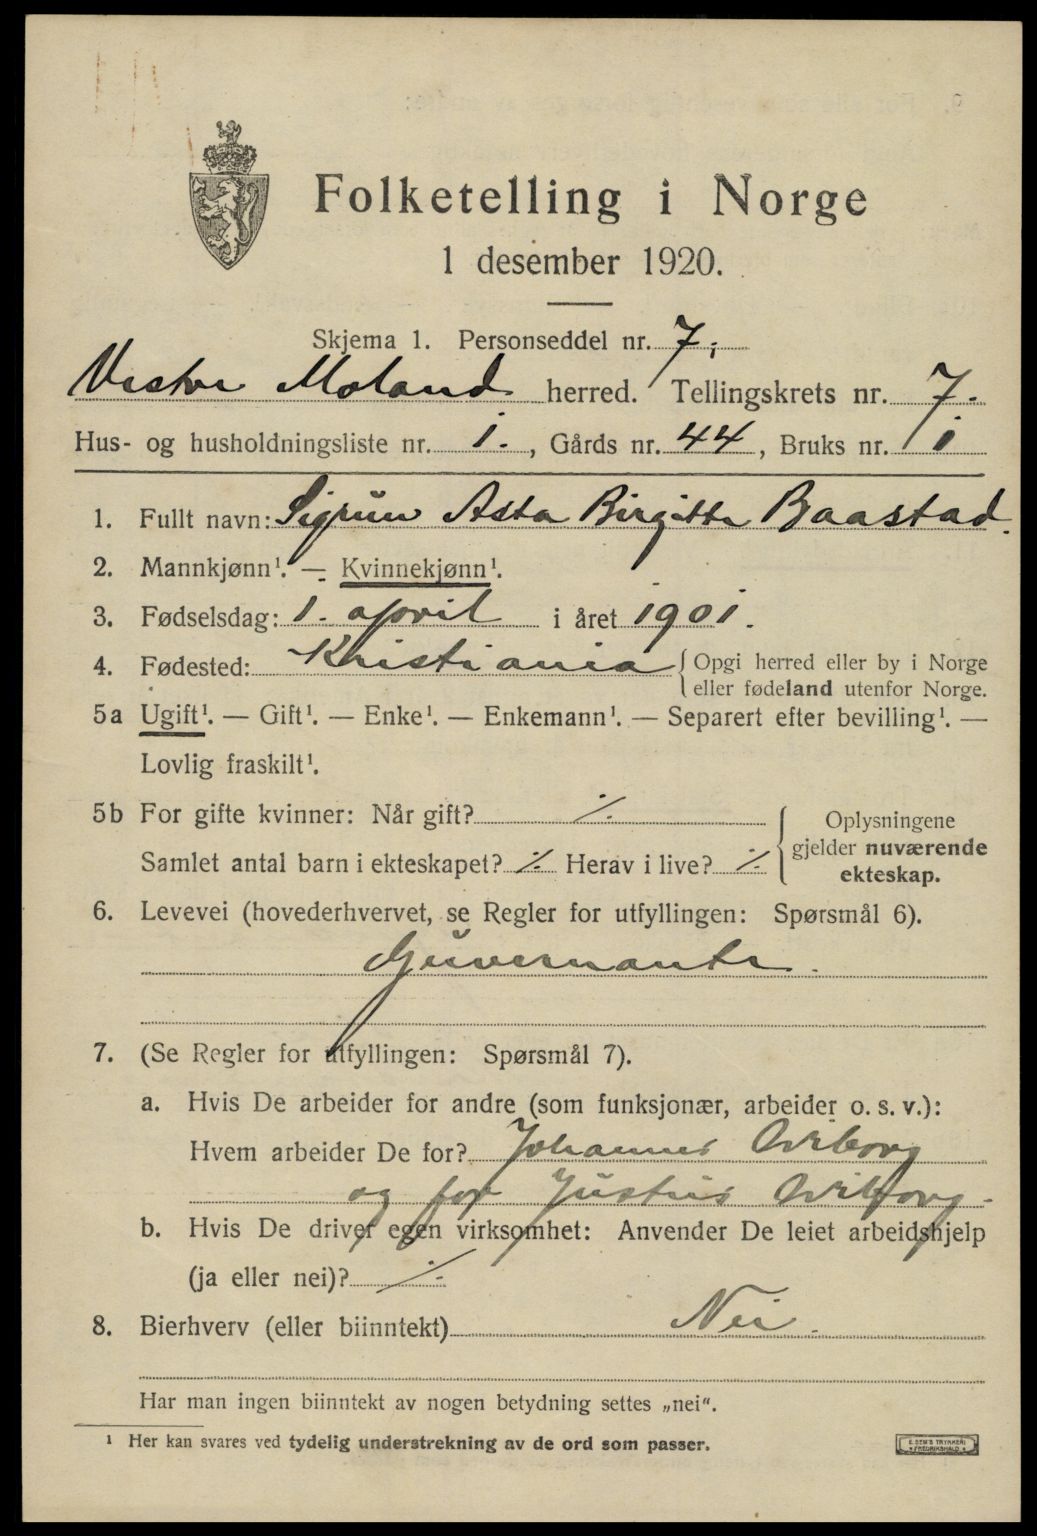 Folketelling i Norge
1 desember 1920.
Skjema 1. Personseddel nr. 7.
Vestre Moland herred. Tellingskrets nr. 7.
Hus- og husholdningsliste nr. 1., Gårds nr. 44, Bruks nr. 1
1. Fullt navn: Sigrun Asta Birgitte Baastad.
2. Mannkjønn¹. — Kvinnekjønn¹.
3. Fødselsdag: 1. april i året 1901.
4. Fødested: Kristiania {Opgi herred eller by i Norge
eller fødeland utenfor Norge.
5a Ugift¹. — Gift¹. — Enke¹. — Enkemann¹. — Separert efter bevilling¹. —
Lovlig fraskilt¹.
5b For gifte kvinner: Når gift? ./.
Samlet antal barn i ekteskapet? ./. Herav i live? ./.
Oplysningene
gjelder nuværende
ekteskap.
6. Levevei (hovederhvervet, se Regler for utfyllingen: Spørsmål 6).
Guvernante.
7. (Se Regler for utfyllingen: Spørsmål 7).
a. Hvis De arbeider for andre (som funksjonær, arbeider o. s. v.):
Hvem arbeider De for? Johannes Wiborg
og for Justus Wiborg.
b. Hvis De driver egen virksomhet: Anvender De leiet arbeidshjelp
(ja eller nei)? ./.
8. Bierhverv (eller biinntekt) Nei.
Har man ingen biinntekt av nogen betydning settes „nei".
¹ Her kan svares ved tydelig understrekning av de ord som passer.
E. SEM'S TRYKKERI
FREDRIKSHALD